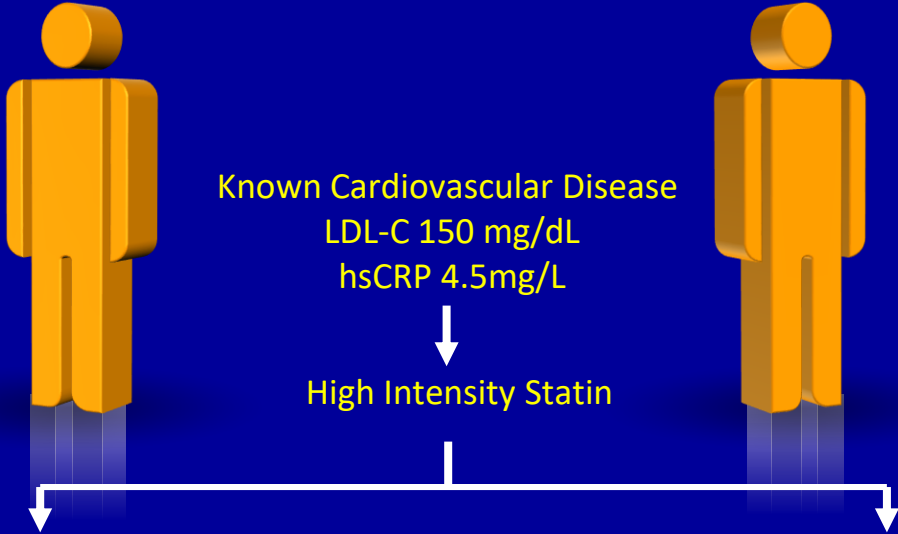 Known Cardiovascular Disease
LDL-C 150 mg/dL
hsCRP 4.5mg/L
High Intensity Statin